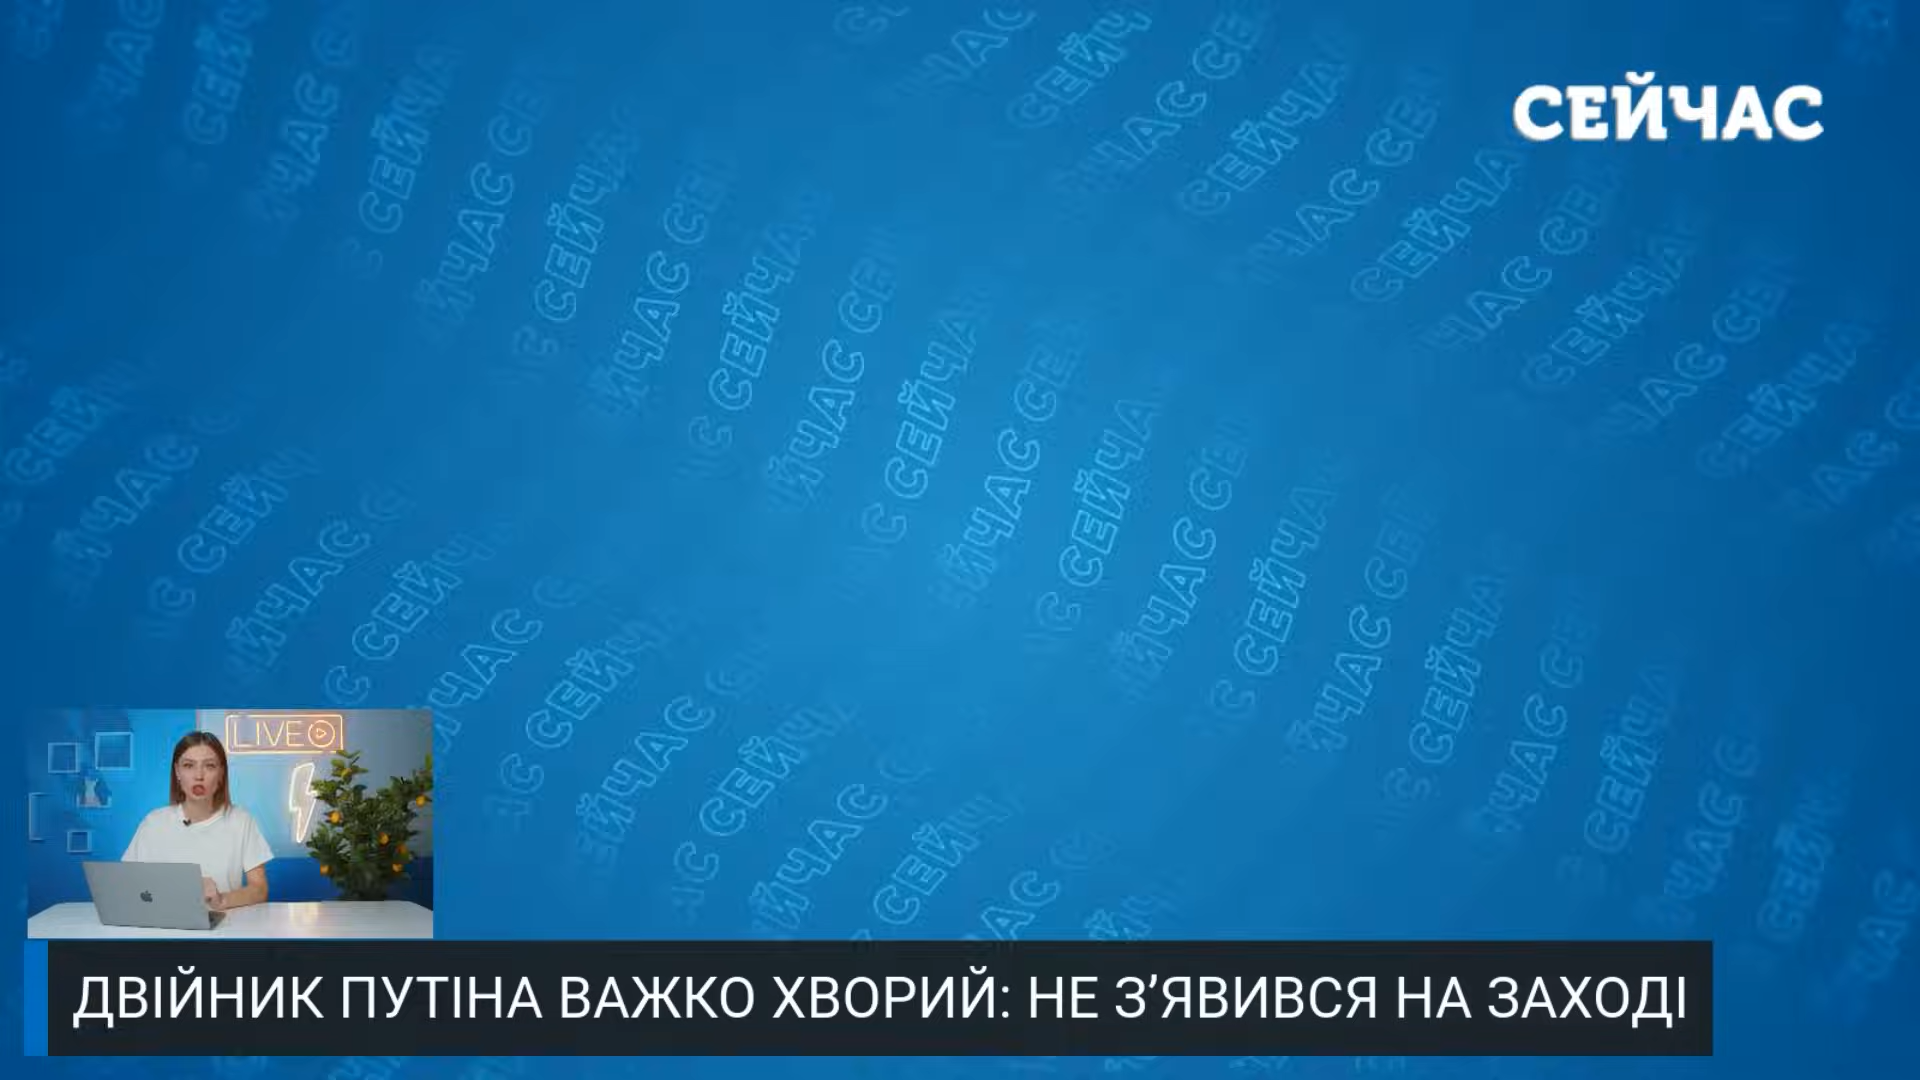 СЕЙЧАС
LIVE
ДВІЙНИК ПУТІНА ВАЖКО ХВОРИЙ: НЕ З’ЯВИВСЯ НА ЗАХОДІ